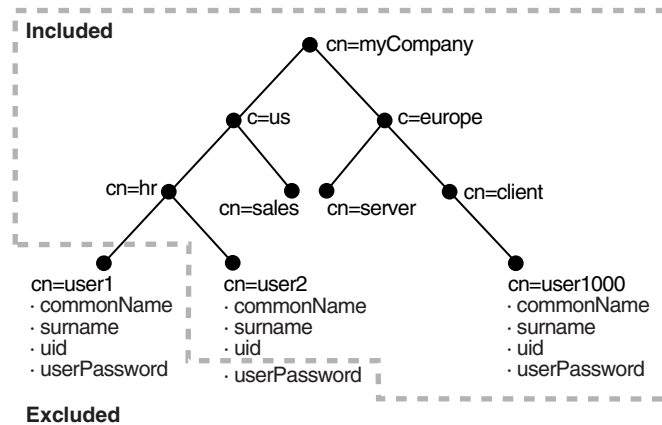 Included
cn=myCompany
c=us
c=europe
cn=hr
cn=sales
cn=server
cn=client
cn=user1
· commonName
· surname
· uid
· userPassword
cn=user2
· commonName
· surname
· uid
· userPassword
cn=user1000
· commonName
· surname
· uid
· userPassword
Excluded